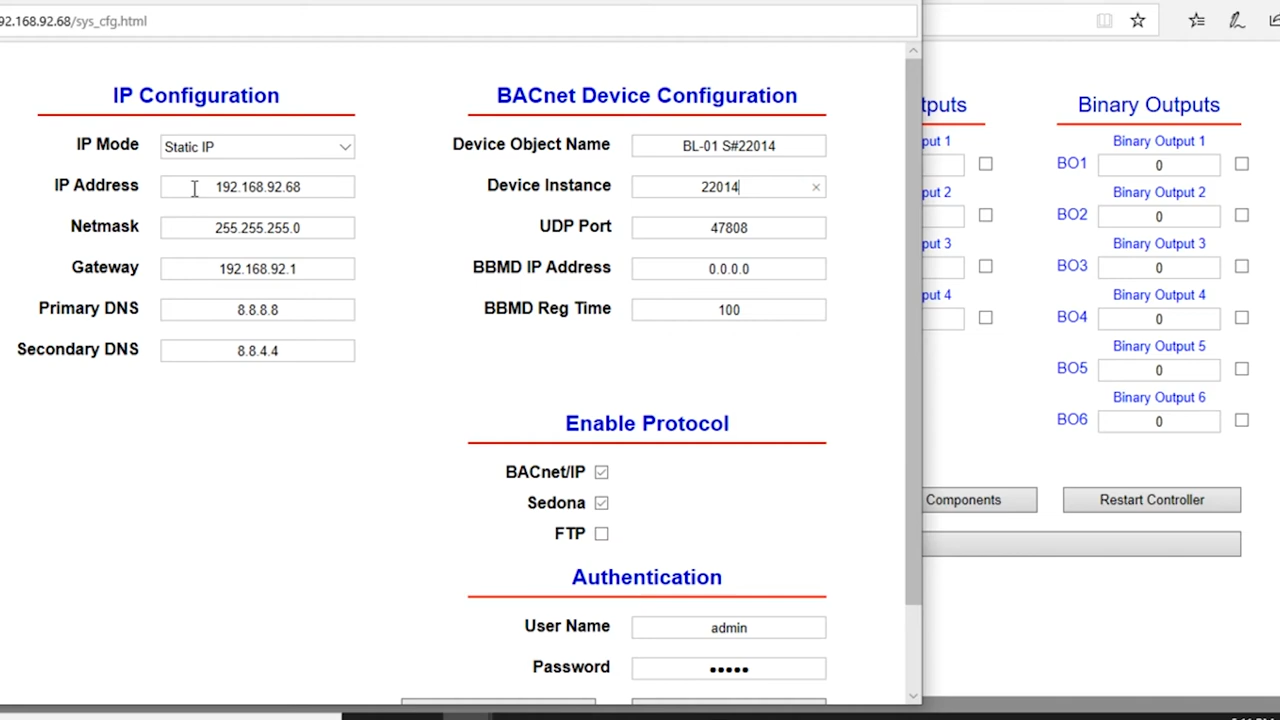 92.168.92.68/sys_cfg.html
IP Configuration
IP Mode Static IP
IP Address 192.168.92.68
Netmask 255.255.255.0
Gateway 192.168.92.1
Primary DNS 8.8.8.8
Secondary DNS 8.8.4.4
BACnet Device Configuration
Device Object Name BL-01 S#22014
Device Instance 22014
UDP Port 47808
BBMD IP Address 0.0.0.0
BBMD Reg Time 100
Enable Protocol
BACnet/IP
Sedona
FTP
Authentication
User Name admin
Password •••••
tputs
put 1
put 2
put 3
put 4
Binary Outputs
Binary Output 1
BO1 0
Binary Output 2
BO2 0
Binary Output 3
BO3 0
Binary Output 4
BO4 0
Binary Output 5
BO5 0
Binary Output 6
BO6 0
Components
Restart Controller